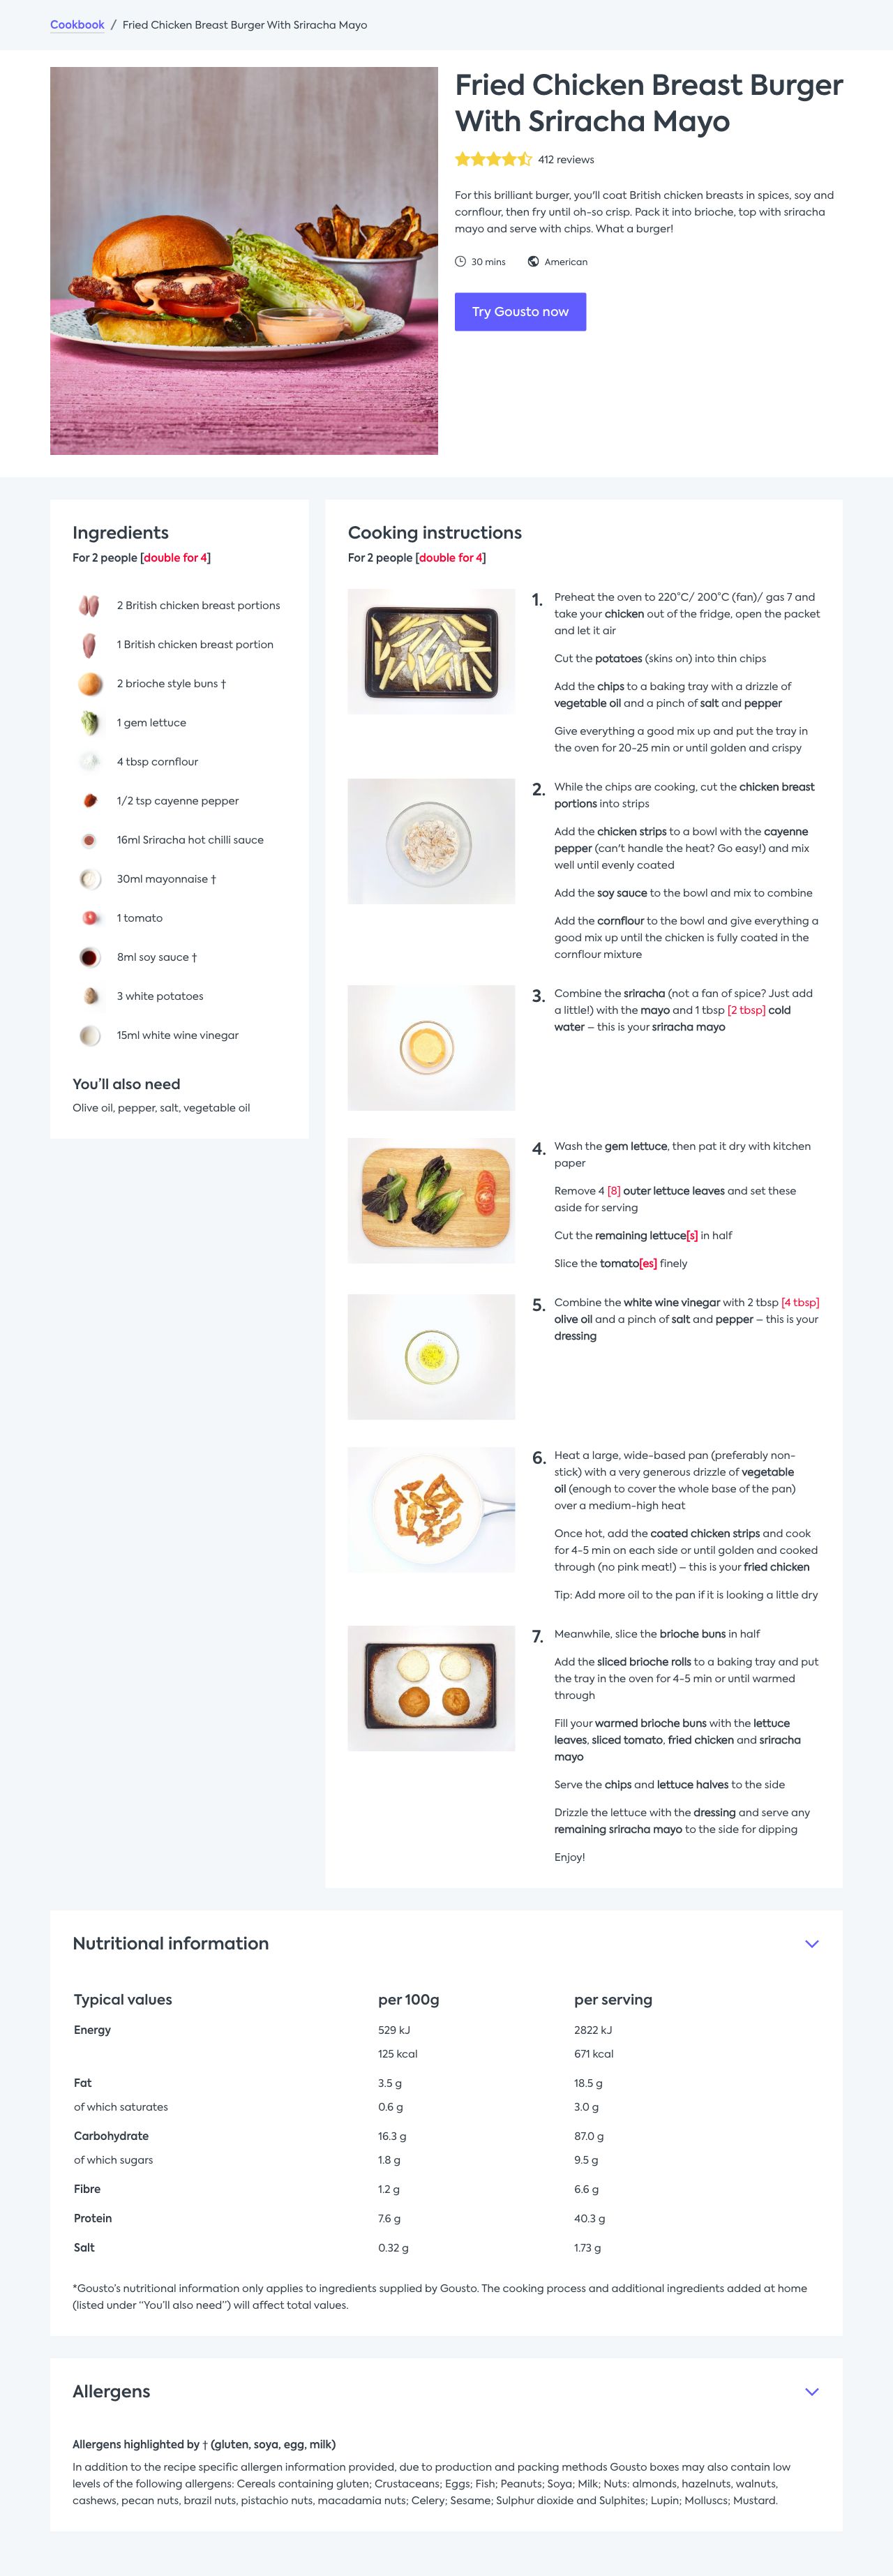 Cookbook / Fried Chicken Breast Burger With Sriracha Mayo
Fried Chicken Breast Burger
With Sriracha Mayo
412 reviews
For this brilliant burger, you'll coat British chicken breasts in spices, soy and
cornflour, then fry until oh-so crisp. Pack it into brioche, top with sriracha
mayo and serve with chips. What a burger!
30 mins American
Try Gousto now
Ingredients
For 2 people [double for 4]
2 British chicken breast portions
1 British chicken breast portion
2 brioche style buns †
1 gem lettuce
4 tbsp cornflour
1/2 tsp cayenne pepper
16ml Sriracha hot chilli sauce
30ml mayonnaise †
1 tomato
8ml soy sauce †
3 white potatoes
15ml white wine vinegar
You'll also need
Olive oil, pepper, salt, vegetable oil
Cooking instructions
For 2 people [double for 4]
1. Preheat the oven to 220°C/ 200°C (fan)/ gas 7 and
take your chicken out of the fridge, open the packet
and let it air
Cut the potatoes (skins on) into thin chips
Add the chips to a baking tray with a drizzle of
vegetable oil and a pinch of salt and pepper
Give everything a good mix up and put the tray in
the oven for 20-25 min or until golden and crispy
2. While the chips are cooking, cut the chicken breast
portions into strips
Add the chicken strips to a bowl with the cayenne
pepper (can't handle the heat? Go easy!) and mix
well until evenly coated
Add the soy sauce to the bowl and mix to combine
Add the cornflour to the bowl and give everything a
good mix up until the chicken is fully coated in the
cornflour mixture
3. Combine the sriracha (not a fan of spice? Just add
a little!) with the mayo and 1 tbsp [2 tbsp] cold
water – this is your sriracha mayo
4. Wash the gem lettuce, then pat it dry with kitchen
paper
Remove 4 [8] outer lettuce leaves and set these
aside for serving
Cut the remaining lettuce[s] in half
Slice the tomato[es] finely
5. Combine the white wine vinegar with 2 tbsp [4 tbsp]
olive oil and a pinch of salt and pepper – this is your
dressing
6. Heat a large, wide-based pan (preferably non-
stick) with a very generous drizzle of vegetable
oil (enough to cover the whole base of the pan)
over a medium-high heat
Once hot, add the coated chicken strips and cook
for 4-5 min on each side or until golden and cooked
through (no pink meat!) – this is your fried chicken
Tip: Add more oil to the pan if it is looking a little dry
7. Meanwhile, slice the brioche buns in half
Add the sliced brioche rolls to a baking tray and put
the tray in the oven for 4-5 min or until warmed
through
Fill your warmed brioche buns with the lettuce
leaves, sliced tomato, fried chicken and sriracha
mayo
Serve the chips and lettuce halves to the side
Drizzle the lettuce with the dressing and serve any
remaining sriracha mayo to the side for dipping
Enjoy!
Nutritional information
Typical values per 100g per serving
Energy 529 kJ 2822 kJ
125 kcal 671 kcal
Fat 3.5 g 18.5 g
of which saturates 0.6 g 3.0 g
Carbohydrate 16.3 g 87.0 g
of which sugars 1.8 g 9.5 g
Fibre 1.2 g 6.6 g
Protein 7.6 g 40.3 g
Salt 0.32 g 1.73 g
*Gousto's nutritional information only applies to ingredients supplied by Gousto. The cooking process and additional ingredients added at home
(listed under "You'll also need") will affect total values.
Allergens
Allergens highlighted by † (gluten, soya, egg, milk)
In addition to the recipe specific allergen information provided, due to production and packing methods Gousto boxes may also contain low
levels of the following allergens: Cereals containing gluten; Crustaceans; Eggs; Fish; Peanuts; Soya; Milk; Nuts: almonds, hazelnuts, walnuts,
cashews, pecan nuts, brazil nuts, pistachio nuts, macadamia nuts; Celery; Sesame; Sulphur dioxide and Sulphites; Lupin; Molluscs; Mustard.